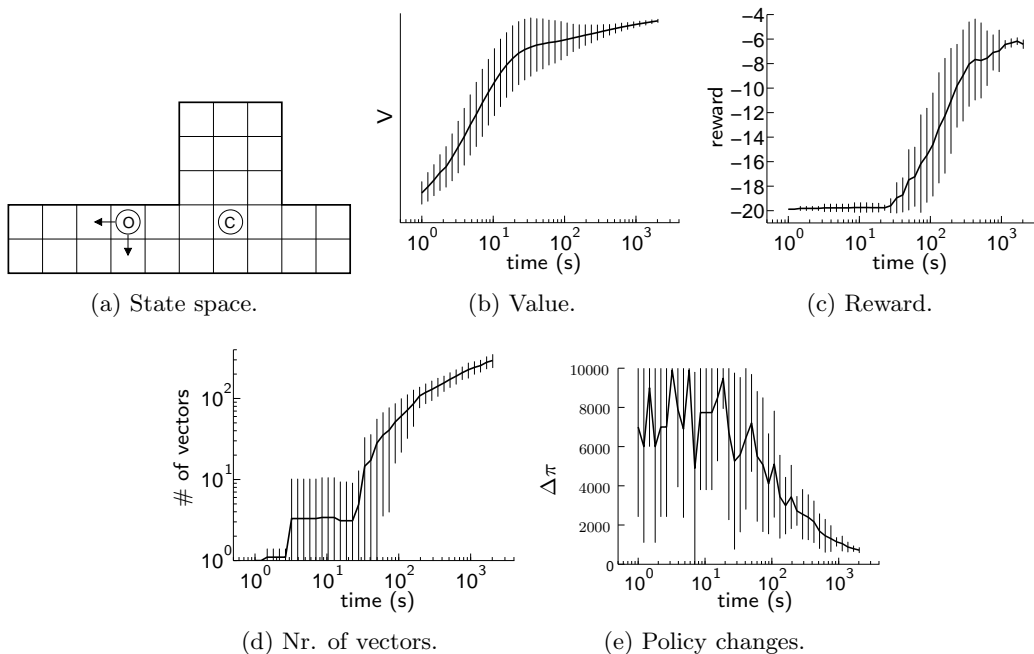 O
C
(a) State space.
V
10^0
10^1
10^2
10^3
time (s)
(b) Value.
reward
−4
−6
−8
−10
−12
−14
−16
−18
−20
10^0
10^1
10^2
10^3
time (s)
(c) Reward.
# of vectors
10^2
10^1
10^0
10^0
10^1
10^2
10^3
time (s)
(d) Nr. of vectors.
Δπ
10000
8000
6000
4000
2000
0
10^0
10^1
10^2
10^3
time (s)
(e) Policy changes.